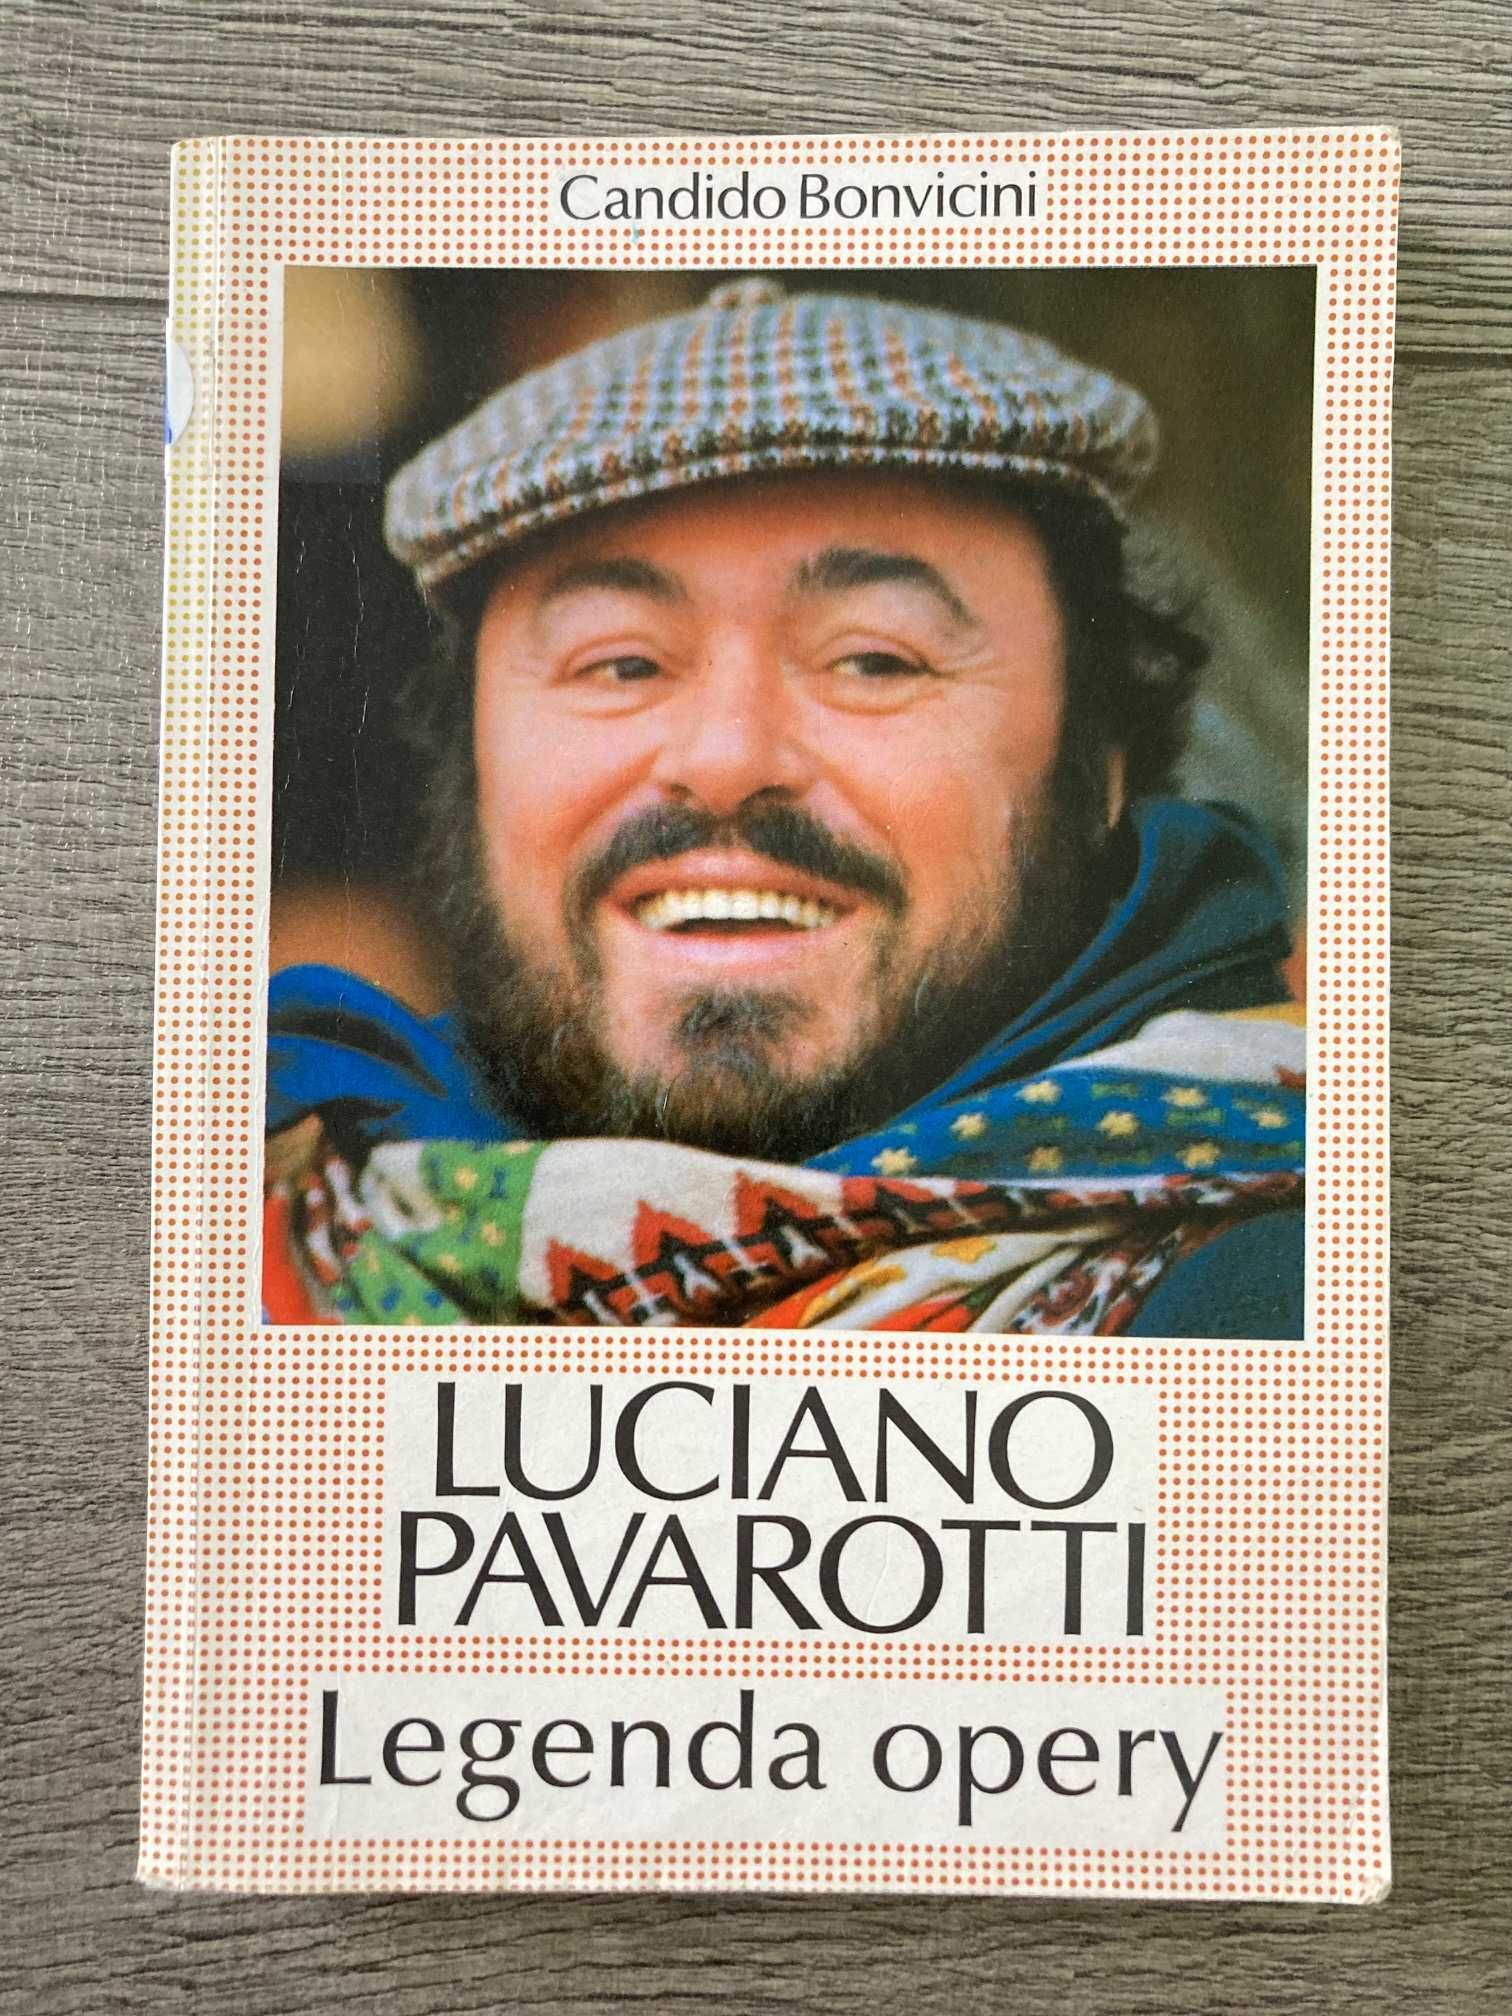 Candido Bonvicini
LUCIANO
PAVAROTTI
Legenda opery